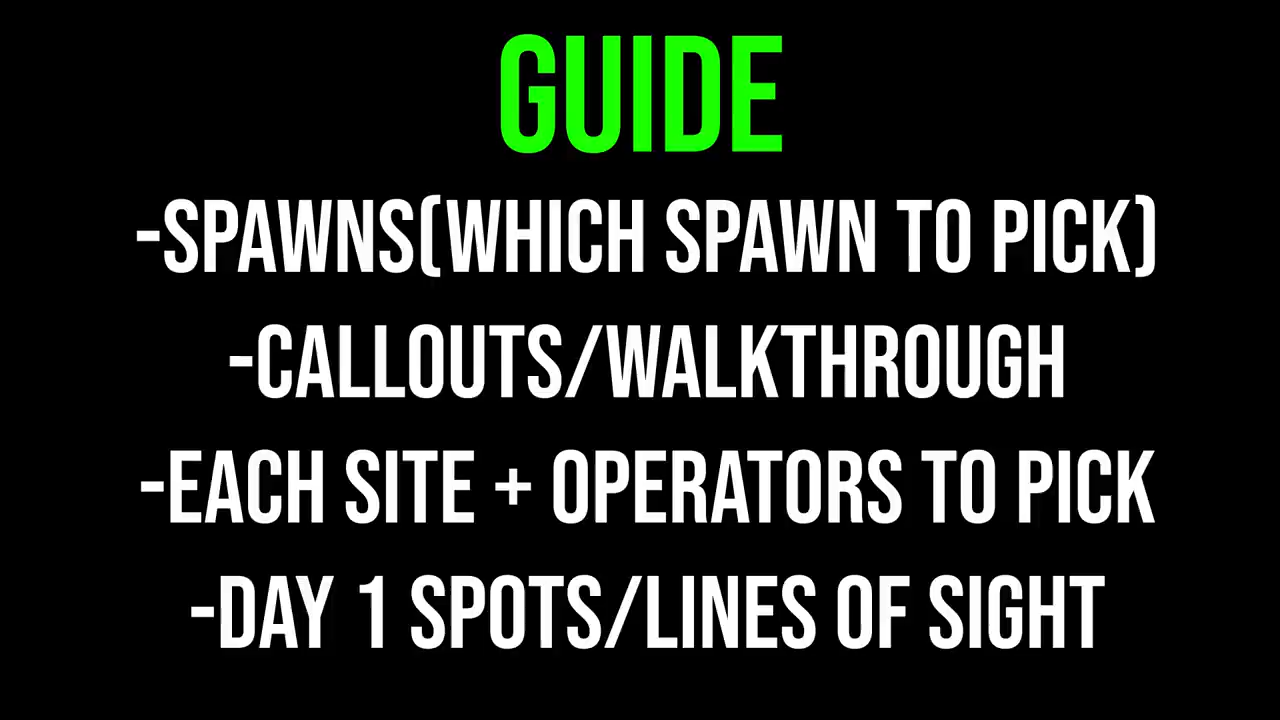 GUIDE
-SPAWNS(WHICH SPAWN TO PICK)
-CALLOUTS/WALKTHROUGH
-EACH SITE + OPERATORS TO PICK
-DAY 1 SPOTS/LINES OF SIGHT